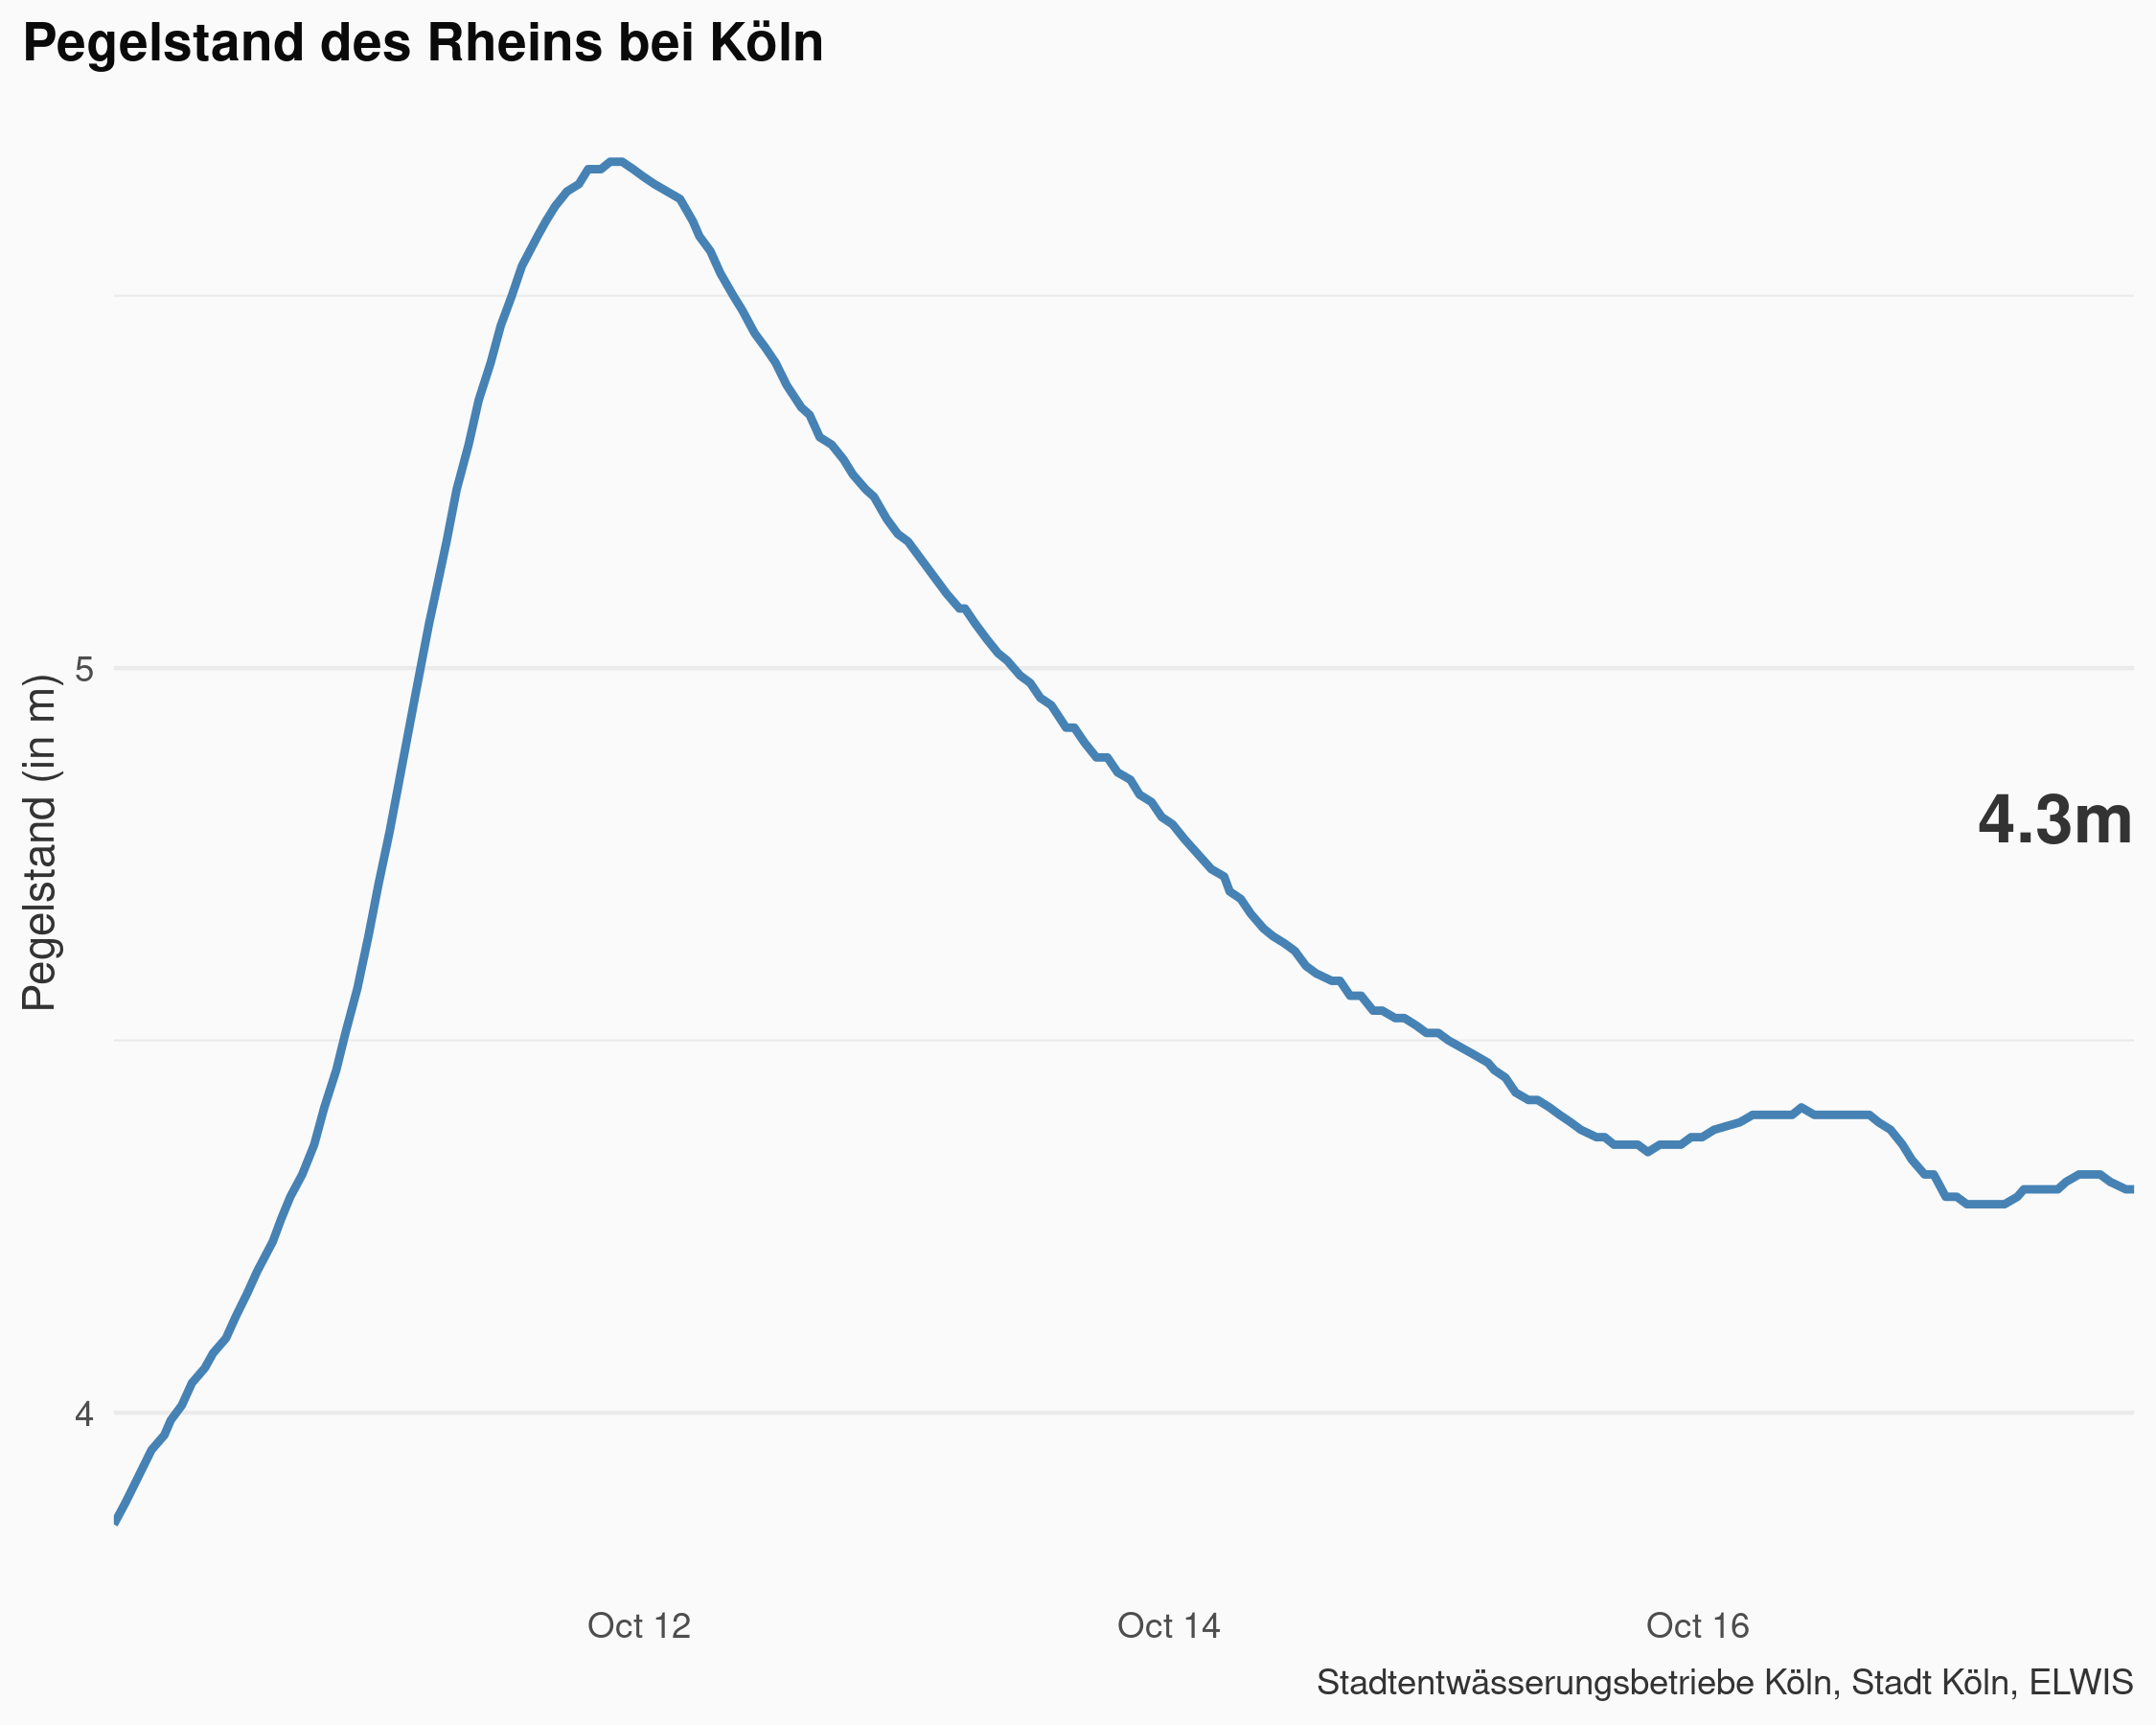 Pegelstand des Rheins bei Köln
Pegelstand (in m)
5
4
4.3m
Oct 12
Oct 14
Oct 16
Stadtentwässerungsbetriebe Köln, Stadt Köln, ELWIS